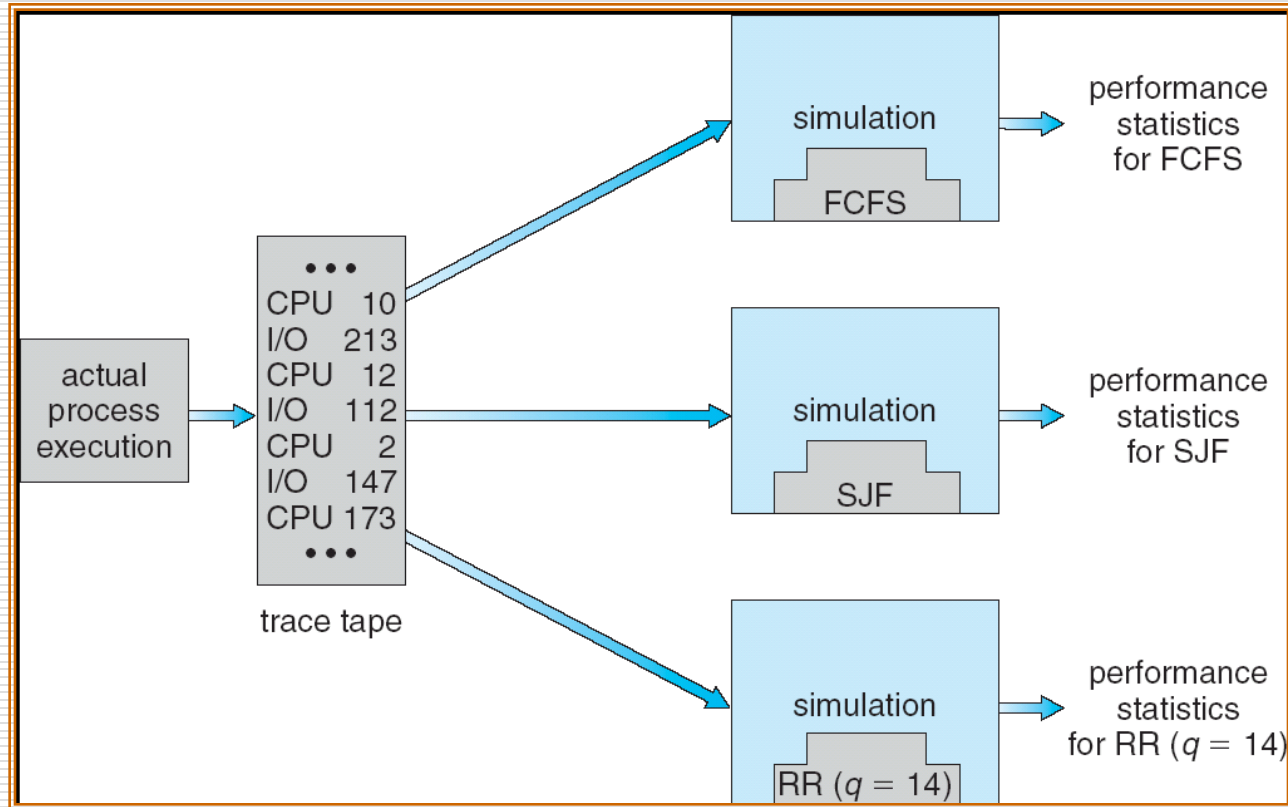 actual
process
execution
• • •
CPU 10
I/O 213
CPU 12
I/O 112
CPU 2
I/O 147
CPU 173
• • •
trace tape
simulation
FCFS
performance
statistics
for FCFS
simulation
SJF
performance
statistics
for SJF
simulation
RR (q = 14)
performance
statistics
for RR (q = 14)